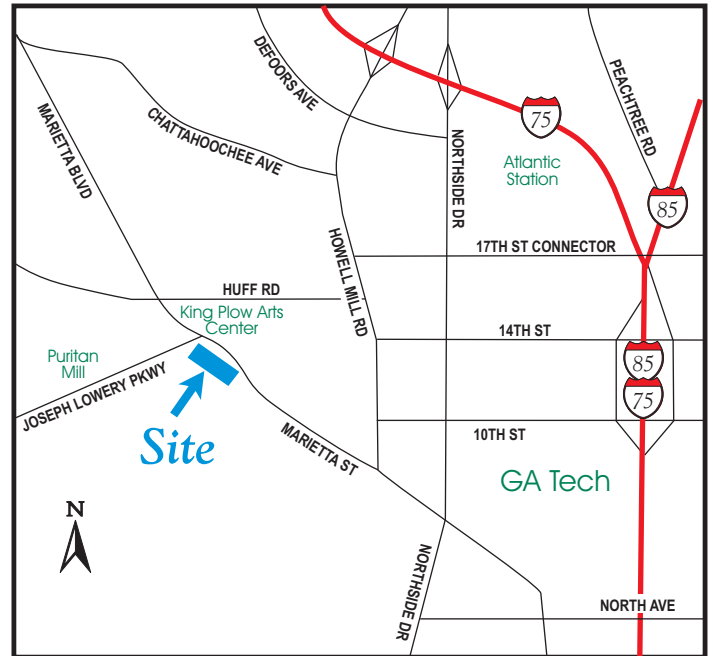 DEFOORS AVE
PEACHTREE RD
MARIETTA BLVD
CHATTAHOOCHEE AVE
75
NORTHSIDE DR
Atlantic
Station
85
HOWELL MILL RD
17TH ST CONNECTOR
HUFF RD
King Plow Arts
Center
14TH ST
Puritan
Mill
85
75
JOSEPH LOWERY PKWY
Site
MARIETTA ST
10TH ST
GA Tech
N
NORTHSIDE DR
NORTH AVE